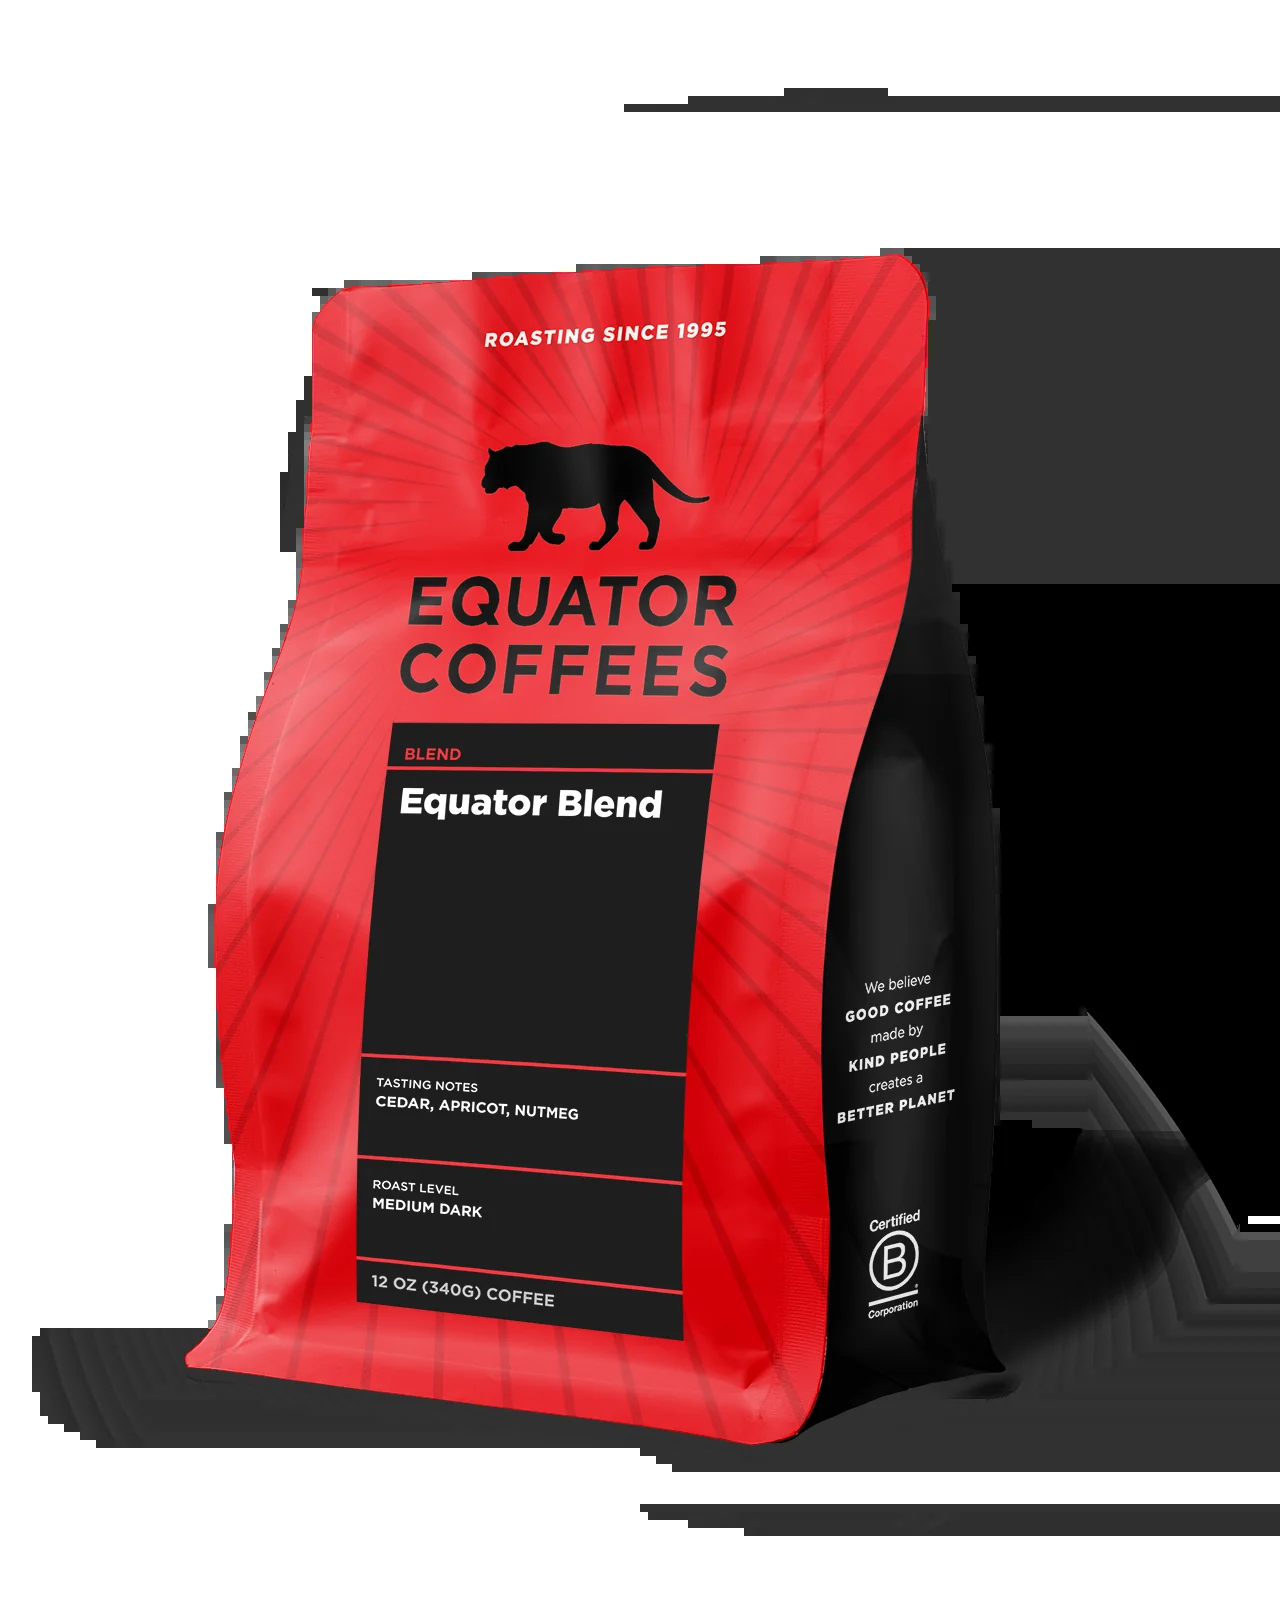 ROASTING SINCE 1995
EQUATOR
COFFEES
BLEND
Equator Blend
TASTING NOTES
CEDAR, APRICOT, NUTMEG
ROAST LEVEL
MEDIUM DARK
12 OZ (340G) COFFEE
We believe
GOOD COFFEE
made by
KIND PEOPLE
creates a
BETTER PLANET
Certified
B
Corporation